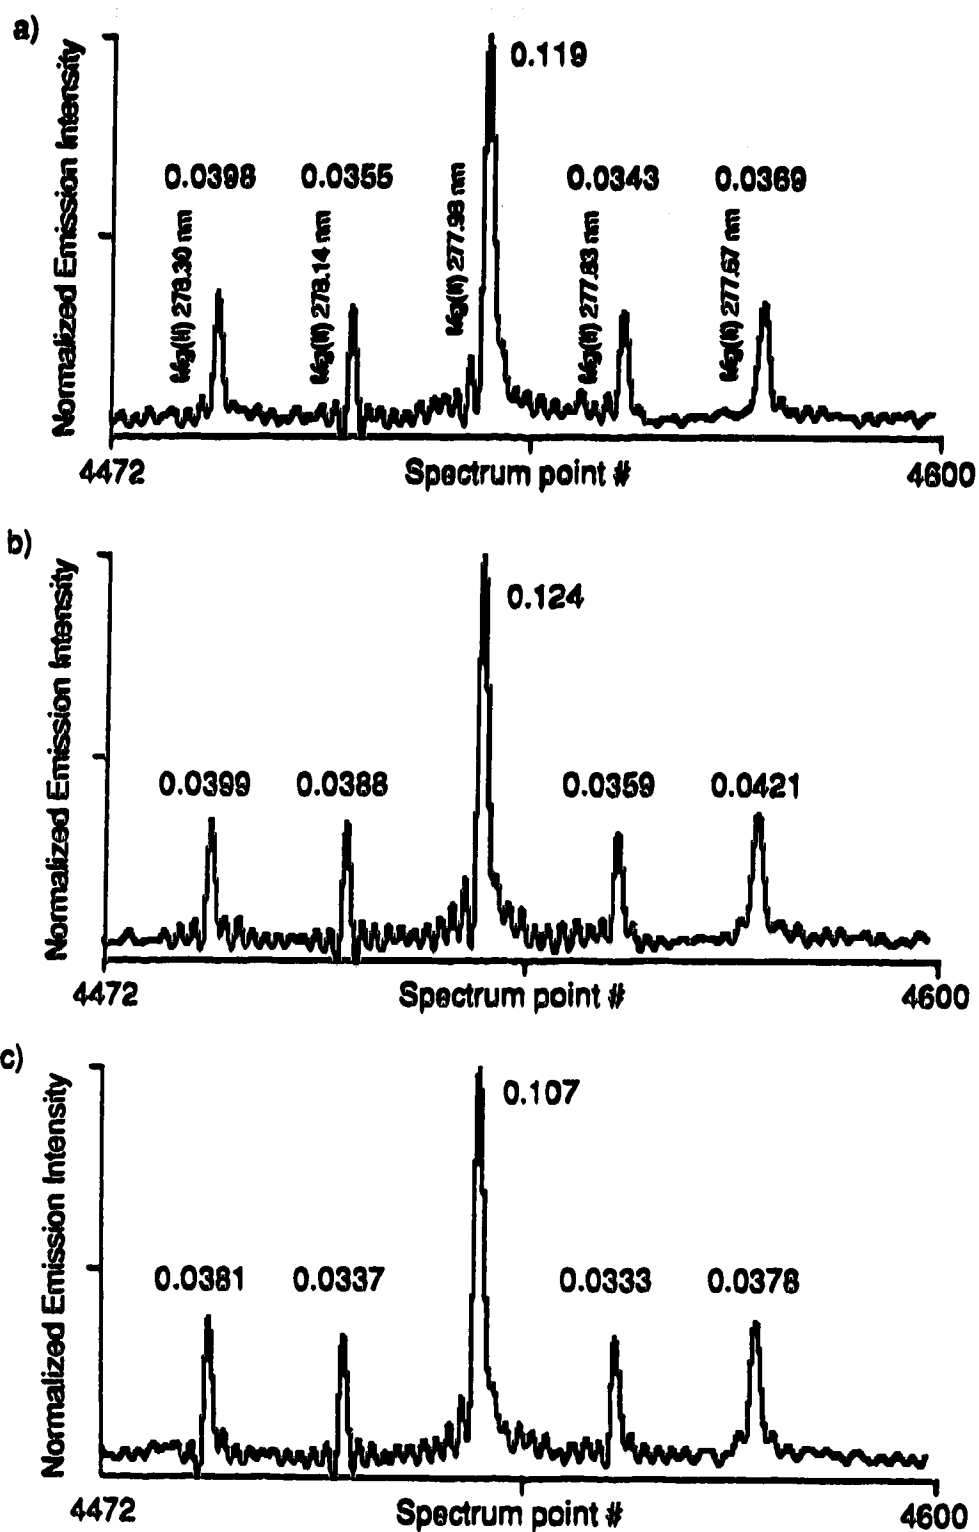 a)
Normalized Emission Intensity
0.119
0.0398
0.0355
0.0343
0.0369
Mg(II) 278.30 nm
Mg(II) 278.14 nm
Mg(II) 277.98 nm
Mg(II) 277.83 nm
Mg(II) 277.67 nm
4472
Spectrum point #
4600
b)
Normalized Emission Intensity
0.124
0.0399
0.0388
0.0359
0.0421
4472
Spectrum point #
4600
c)
Normalized Emission Intensity
0.107
0.0381
0.0337
0.0333
0.0378
4472
Spectrum point #
4600